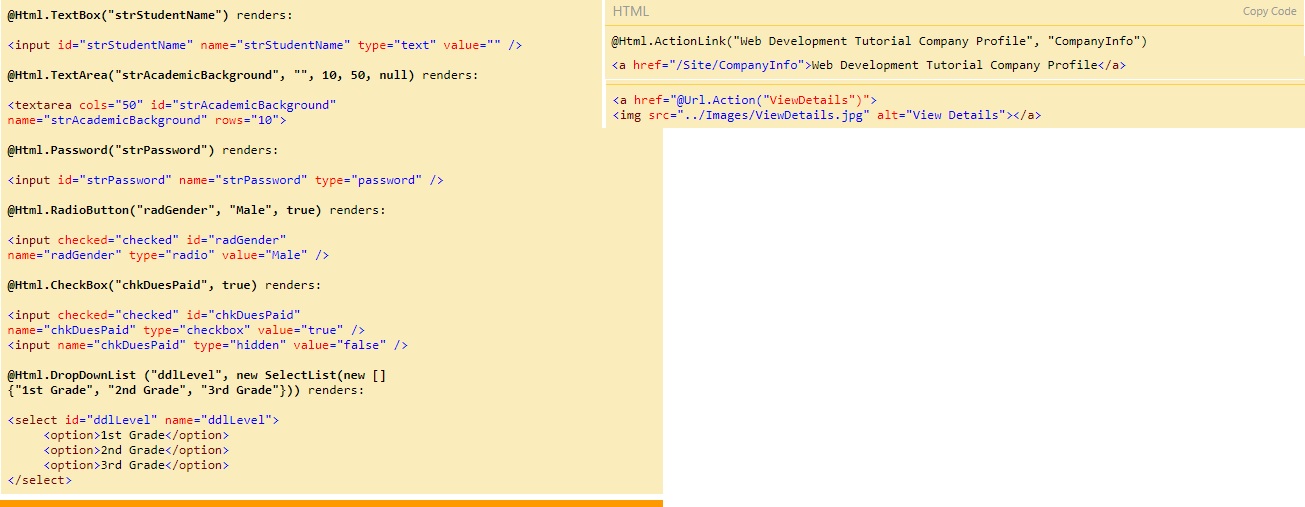 @Html.TextBox("strStudentName") renders:
<input id="strStudentName" name="strStudentName" type="text" value="" />
@Html.TextArea("strAcademicBackground", "", 10, 50, null) renders:
<textarea cols="50" id="strAcademicBackground"
name="strAcademicBackground" rows="10">
@Html.Password("strPassword") renders:
<input id="strPassword" name="strPassword" type="password" />
@Html.RadioButton("radGender", "Male", true) renders:
<input checked="checked" id="radGender"
name="radGender" type="radio" value="Male" />
@Html.CheckBox("chkDuesPaid", true) renders:
<input checked="checked" id="chkDuesPaid"
name="chkDuesPaid" type="checkbox" value="true" />
<input name="chkDuesPaid" type="hidden" value="false" />
@Html.DropDownList ("ddlLevel", new SelectList(new []
{"1st Grade", "2nd Grade", "3rd Grade"})) renders:
<select id="ddlLevel" name="ddlLevel">
<option>1st Grade</option>
<option>2nd Grade</option>
<option>3rd Grade</option>
</select>
HTML
Copy Code
@Html.ActionLink("Web Development Tutorial Company Profile", "CompanyInfo")
<a href="/Site/CompanyInfo">Web Development Tutorial Company Profile</a>
<a href="@Url.Action("ViewDetails")">
<img src="../Images/ViewDetails.jpg" alt="View Details"></a>